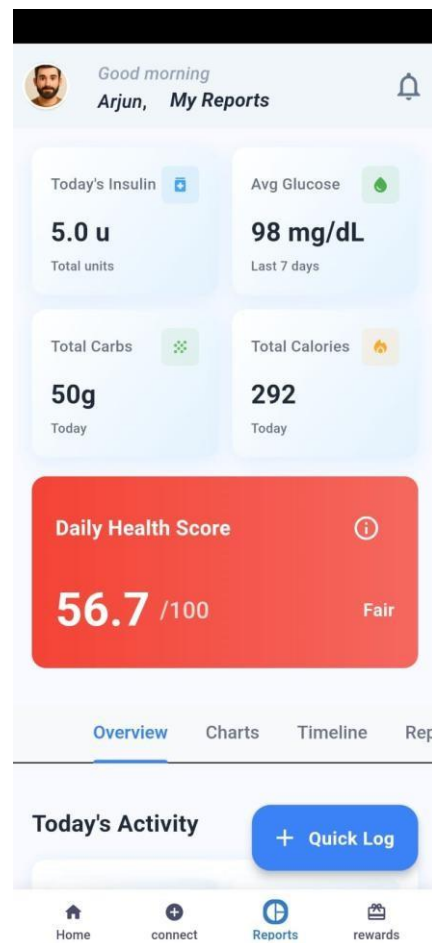 Good morning
Arjun, My Reports
Today's Insulin
5.0 u
Total units
Avg Glucose
98 mg/dL
Last 7 days
Total Carbs
50g
Today
Total Calories
292
Today
Daily Health Score
56.7 /100
Fair
Overview Charts Timeline Rep
Today's Activity
+ Quick Log
Home connect Reports rewards